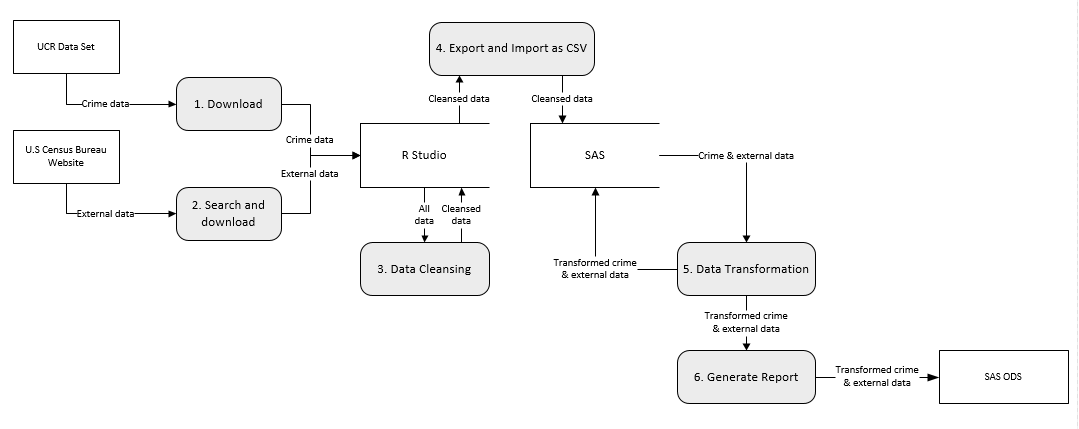 UCR Data Set
Crime data
1. Download
U.S Census Bureau
Website
External data
2. Search and
download
Crime data
External data
R Studio
All
data
Cleansed
data
3. Data Cleansing
Cleansed data
4. Export and Import as CSV
Cleansed data
SAS
Crime & external data
Transformed crime
& external data
5. Data Transformation
Transformed crime
& external data
6. Generate Report
Transformed crime
& external data
SAS ODS